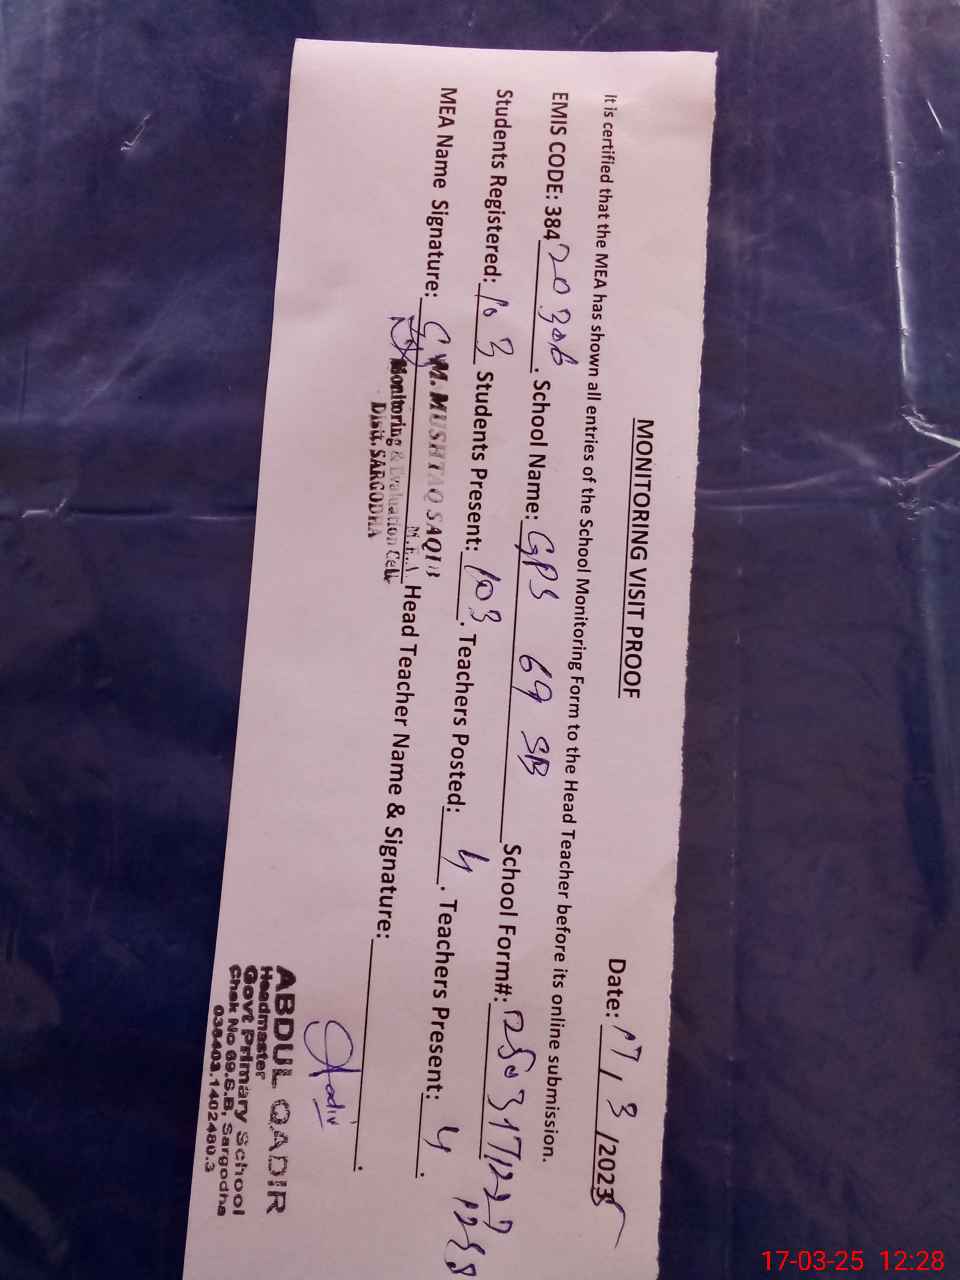 MONITORING VISIT PROOF
Date: 17/3/2025
It is certified that the MEA has shown all entries of the School Monitoring Form to the Head Teacher before its online submission.
EMIS CODE: 38420306. School Name: GPS 69 SB School Form#:
Students Registered: 103 Students Present: 103. Teachers Posted: 4. Teachers Present: 4.
MEA Name Signature: Head Teacher Name & Signature:
M. MUSHTAQ SAQIB
M.E.A
Monitoring & Evaluation Cell
Distt. SARGODHA
ABDUL QADIR
Headmaster
Govt Primary School
Chak No 69.S.B, Sargodha
038403.1402480.3
17-03-25 12:28